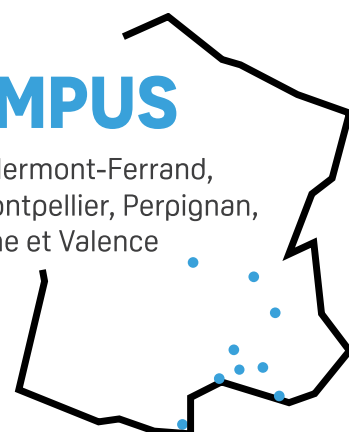 MPUS
lermont-Ferrand,
ontpellier, Perpignan,
ne et Valence